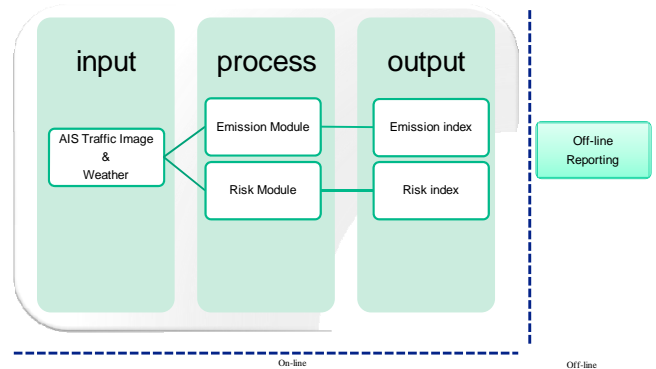 input
process
output
AIS Traffic Image
&
Weather
Emission Module
Emission index
Risk Module
Risk index
Off-line
Reporting
On-line
Off-line